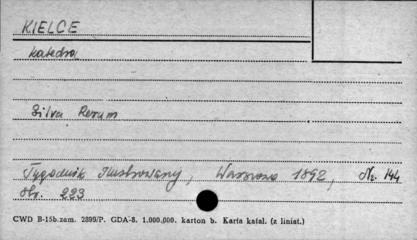 KIELCE
Katedra
Silva Rerum
Tygodnik Ilustrowany, Warszawa 1892, Nr. 144
str. 223
CWD B-15b. zam. 2899/P. GDA-8. 1.000,000. karton b. Karta katal. (z liniat.)